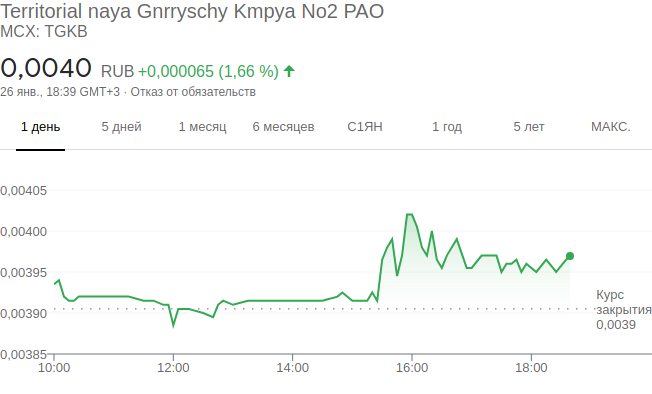 Territorial naya Gnrryschy Kmpya No2 PAO
MCX: TGKB
0,0040 RUB +0,000065 (1,66 %)
26 янв., 18:39 GMT+3 · Отказ от обязательств
1 день 5 дней 1 месяц 6 месяцев С1ЯН 1 год 5 лет МАКС.
0,00405
0,00400
0,00395
0,00390
0,00385
Курс
закрытия
0,0039
10:00 12:00 14:00 16:00 18:00